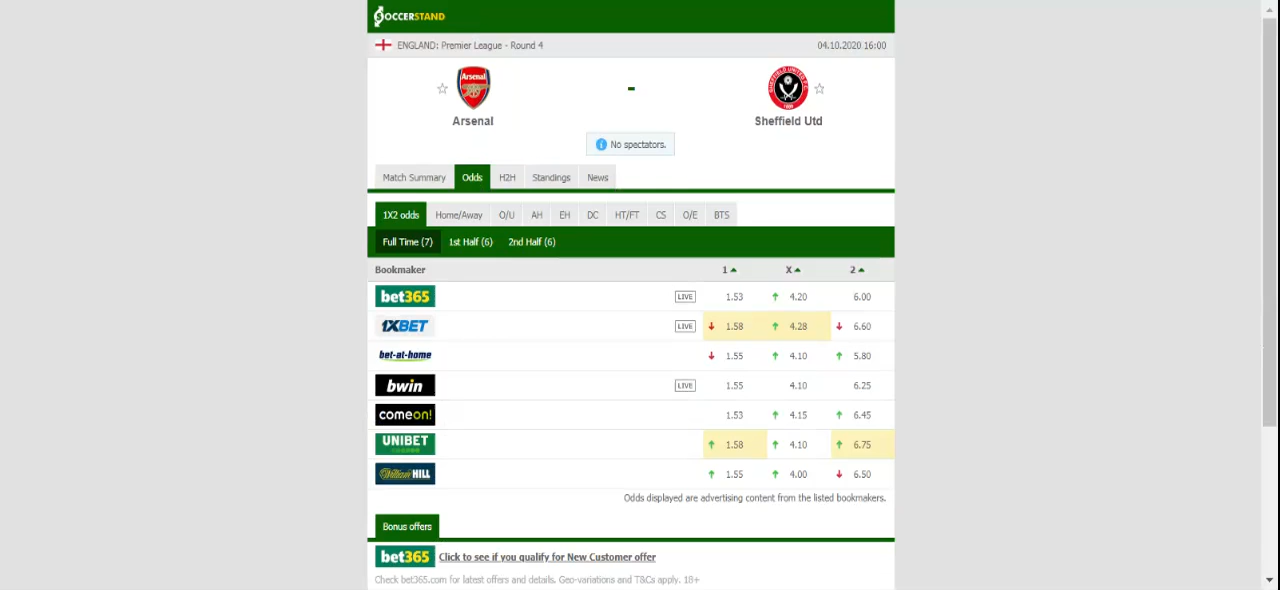 SOCCERSTAND
ENGLAND: Premier League - Round 4 04.10.2020 16:00
Arsenal
Arsenal Sheffield Utd
No spectators.
Match Summary Odds H2H Standings News
1X2 odds Home/Away O/U AH EH DC HT/FT CS O/E BTS
Full Time (7) 1st Half (6) 2nd Half (6)
Bookmaker 1 X 2
bet365 LIVE 1.53 4.20 6.00
1XBET LIVE 1.58 4.28 6.60
bet-at-home 1.55 4.10 5.80
bwin LIVE 1.55 4.10 6.25
comeon! 1.53 4.15 6.45
UNIBET 1.58 4.10 6.75
William HILL 1.55 4.00 6.50
Odds displayed are advertising content from the listed bookmakers.
Bonus offers
bet365 Click to see if you qualify for New Customer offer
Check bet365.com for latest offers and details. Geo-variations and T&Cs apply. 18+